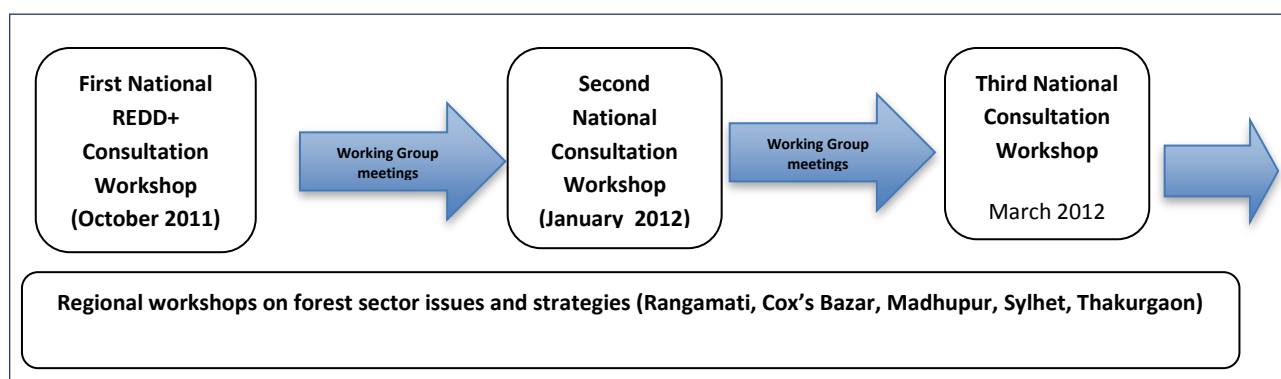 First National
REDD+
Consultation
Workshop
(October 2011)
Working Group
meetings
Second
National
Consultation
Workshop
(January  2012)
Working Group
meetings
Third National
Consultation
Workshop
March 2012
Regional workshops on forest sector issues and strategies (Rangamati, Cox’s Bazar, Madhupur, Sylhet, Thakurgaon)